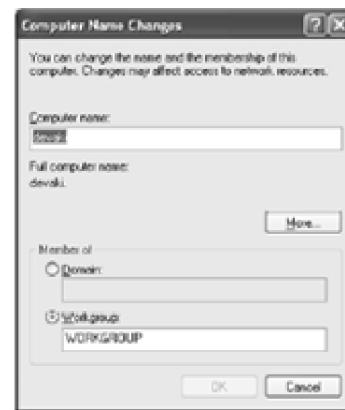 Computer Name Changes
You can change the name and the membership of this
computer. Changes may affect access to network resources.
Computer name:
devaki
Full computer name:
devaki.
More...
Member of
Domain:
Workgroup:
WORKGROUP
OK
Cancel